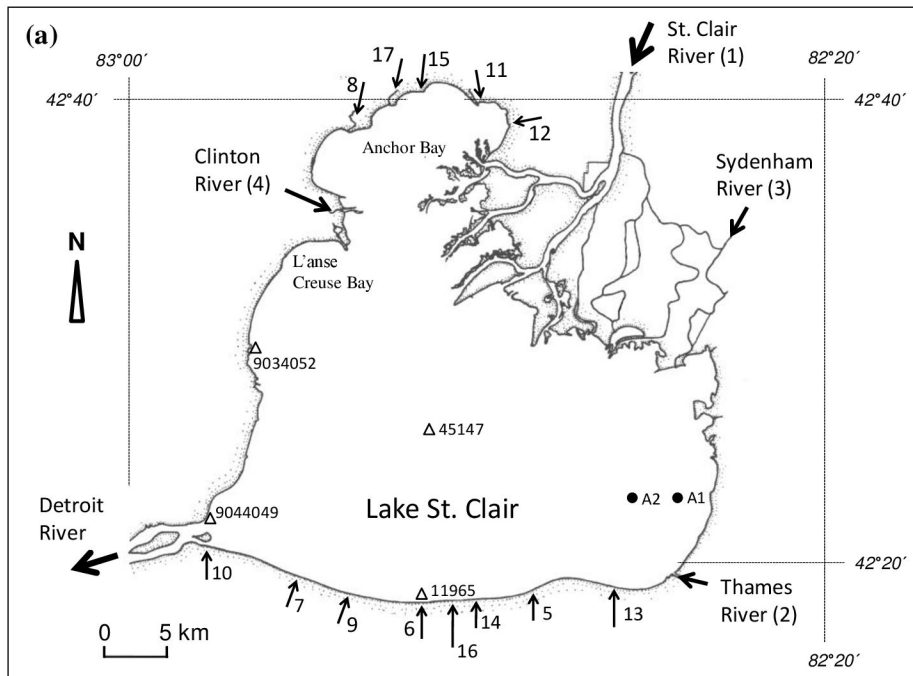 (a)
83°00´
82°20´
St. Clair
River (1)
42°40´
42°40´
17
15
8
11
12
Anchor Bay
Clinton
River (4)
Sydenham
River (3)
N
L'anse
Creuse Bay
9034052
45147
Lake St. Clair
A2
A1
Detroit
River
9044049
10
7
9
11965
6
16
14
5
13
Thames
River (2)
42°20´
82°20´
0 5 km